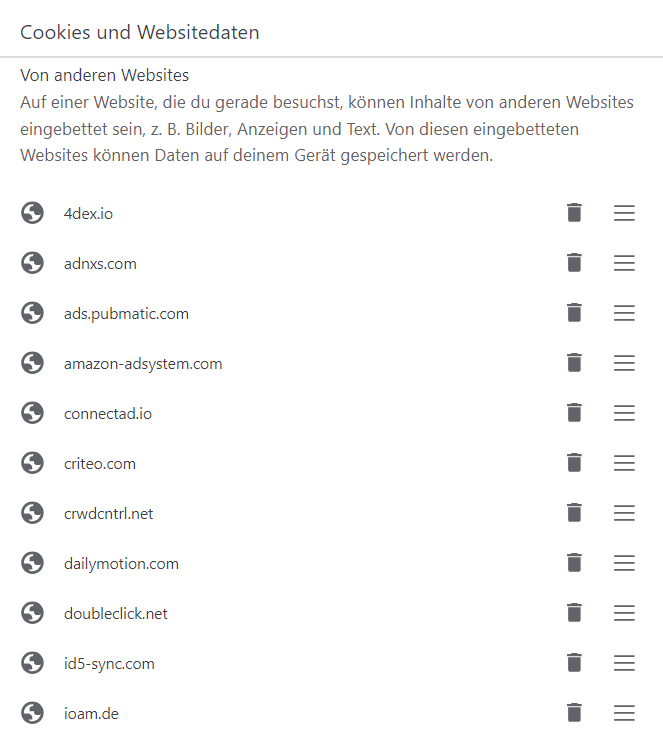 Cookies und Websitedaten
Von anderen Websites
Auf einer Website, die du gerade besuchst, können Inhalte von anderen Websites
eingebettet sein, z. B. Bilder, Anzeigen und Text. Von diesen eingebetteten
Websites können Daten auf deinem Gerät gespeichert werden.
4dex.io
adnxs.com
ads.pubmatic.com
amazon-adsystem.com
connectad.io
criteo.com
crwdcntrl.net
dailymotion.com
doubleclick.net
id5-sync.com
ioam.de